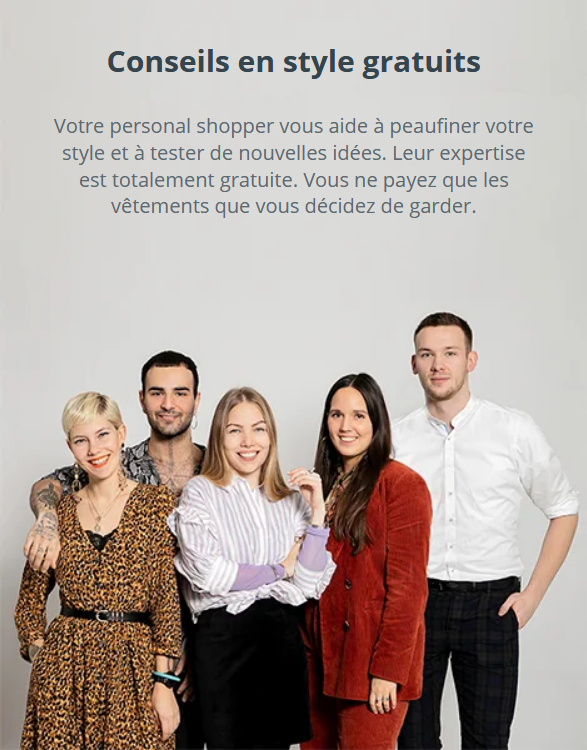 Conseils en style gratuits
Votre personal shopper vous aide à peaufiner votre
style et à tester de nouvelles idées. Leur expertise
est totalement gratuite. Vous ne payez que les
vêtements que vous décidez de garder.